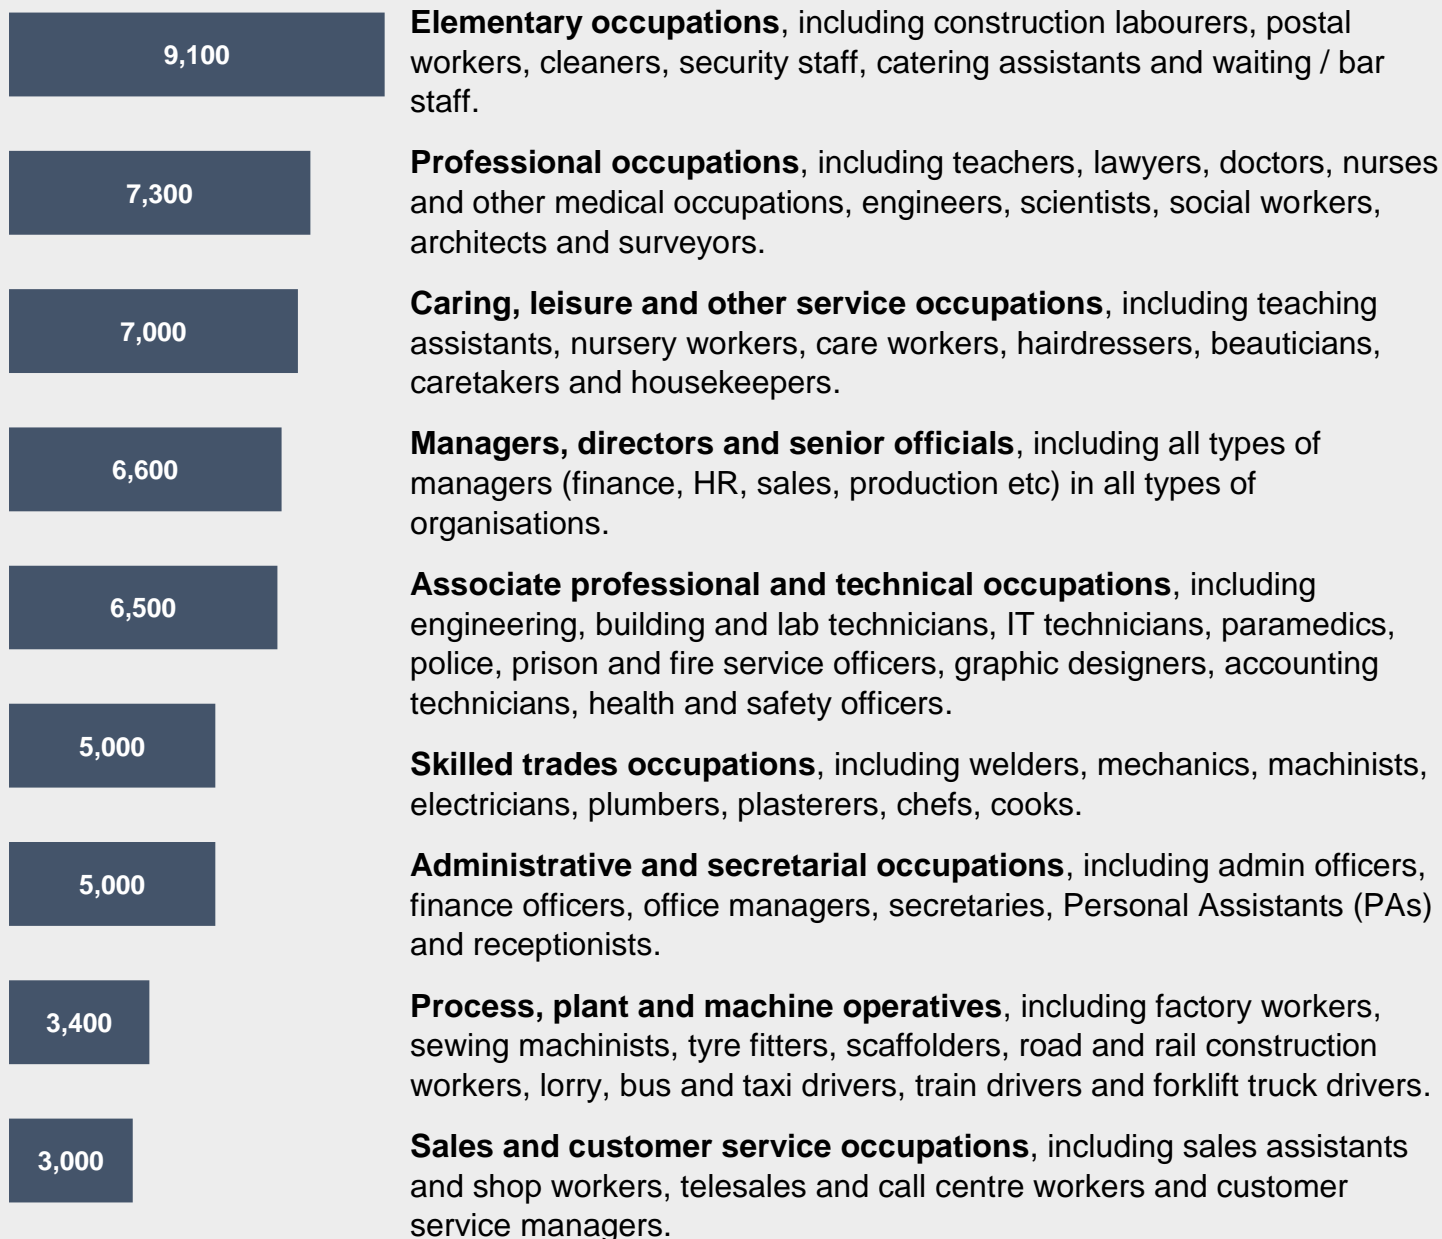 9,100
Elementary occupations, including construction labourers, postal
workers, cleaners, security staff, catering assistants and waiting / bar
staff.
7,300
Professional occupations, including teachers, lawyers, doctors, nurses
and other medical occupations, engineers, scientists, social workers,
architects and surveyors.
7,000
Caring, leisure and other service occupations, including teaching
assistants, nursery workers, care workers, hairdressers, beauticians,
caretakers and housekeepers.
6,600
Managers, directors and senior officials, including all types of
managers (finance, HR, sales, production etc) in all types of
organisations.
6,500
Associate professional and technical occupations, including
engineering, building and lab technicians, IT technicians, paramedics,
police, prison and fire service officers, graphic designers, accounting
technicians, health and safety officers.
5,000
Skilled trades occupations, including welders, mechanics, machinists,
electricians, plumbers, plasterers, chefs, cooks.
5,000
Administrative and secretarial occupations, including admin officers,
finance officers, office managers, secretaries, Personal Assistants (PAs)
and receptionists.
3,400
Process, plant and machine operatives, including factory workers,
sewing machinists, tyre fitters, scaffolders, road and rail construction
workers, lorry, bus and taxi drivers, train drivers and forklift truck drivers.
3,000
Sales and customer service occupations, including sales assistants
and shop workers, telesales and call centre workers and customer
service managers.